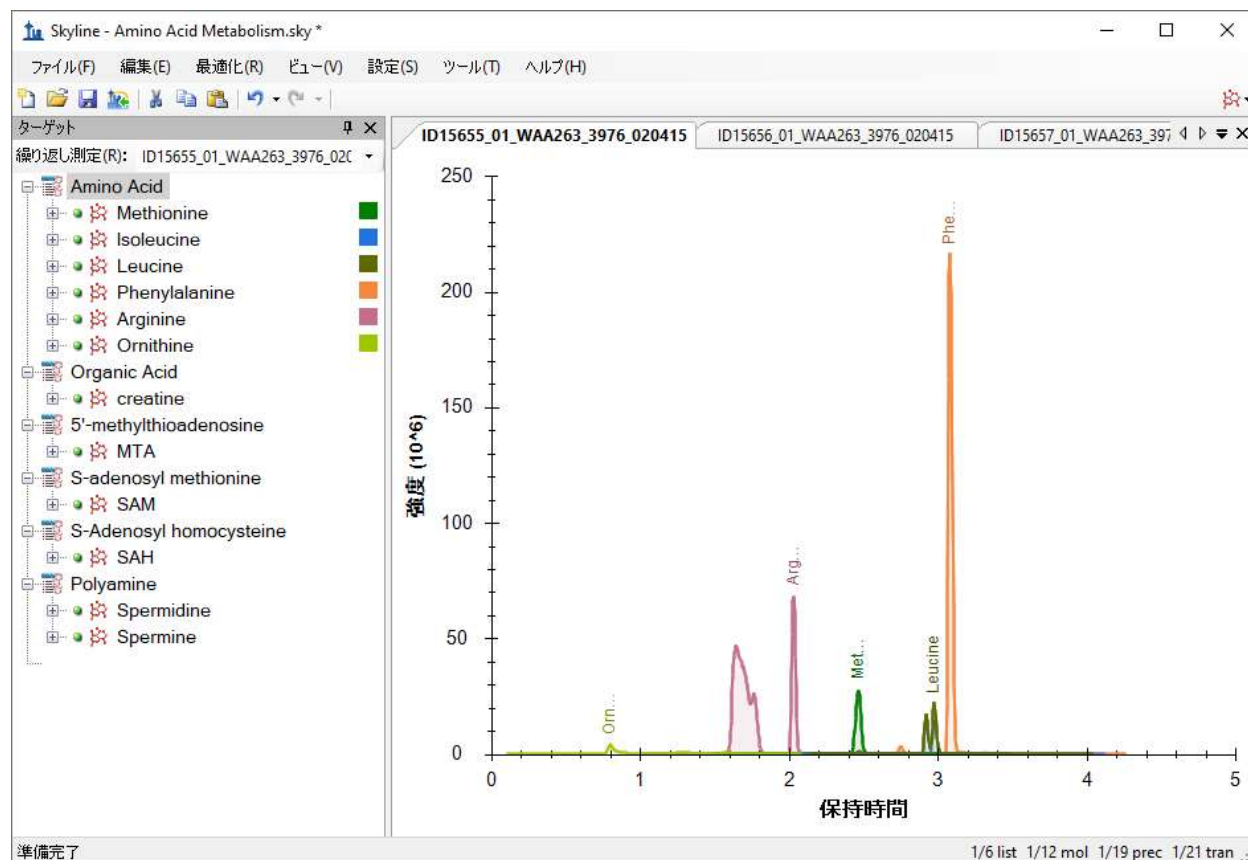 Skyline - Amino Acid Metabolism.sky *
ファイル(F) 編集(E) 最適化(R) ビュー(V) 設定(S) ツール(T) ヘルプ(H)
ターゲット
繰り返し測定(R): ID15655_01_WAA263_3976_020
Amino Acid
Methionine
Isoleucine
Leucine
Phenylalanine
Arginine
Ornithine
Organic Acid
creatine
5'-methylthioadenosine
MTA
S-adenosyl methionine
SAM
S-Adenosyl homocysteine
SAH
Polyamine
Spermidine
Spermine
ID15655_01_WAA263_3976_020415 ID15656_01_WAA263_3976_020415 ID15657_01_WAA263_397
250
200
150
100
50
0
強度 (10^6)
Orn...
Arg...
Met...
Leucine
Phe...
0 1 2 3 4 5
保持時間
準備完了
1/6 list 1/12 mol 1/19 prec 1/21 tran